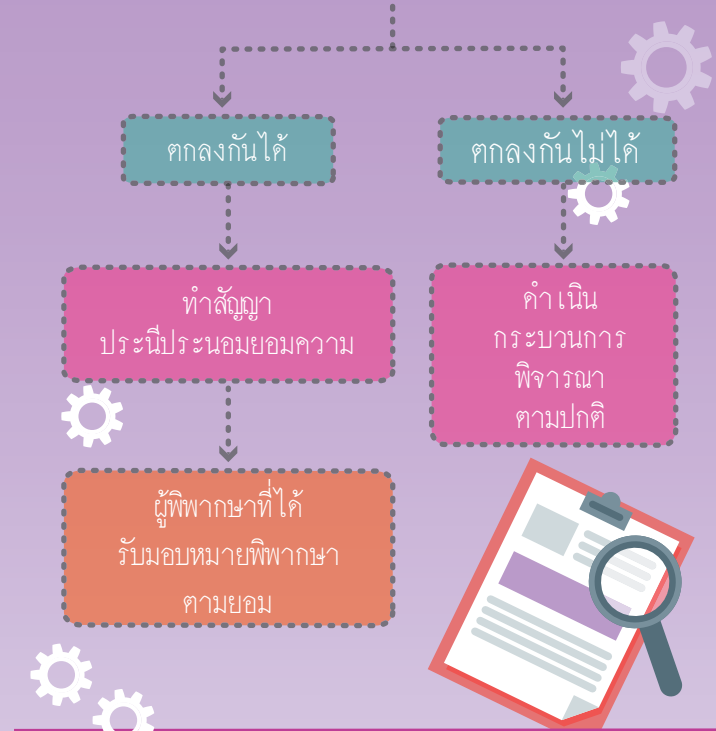 ตกลงกันได้
ตกลงกันไม่ได้
ทำสัญญา
ประนีประนอมยอมความ
ดำเนิน
กระบวนการ
พิจารณา
ตามปกติ
ผู้พิพากษาที่ได้
รับมอบหมายพิพากษา
ตามยอม